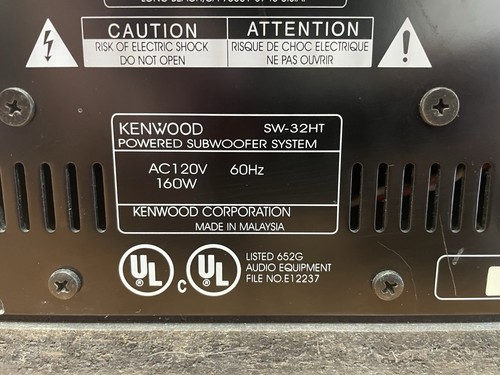 CAUTION
RISK OF ELECTRIC SHOCK
DO NOT OPEN
ATTENTION
RISQUE DE CHOC ELECTRIQUE
NE PAS OUVRIR
KENWOOD SW-32HT
POWERED SUBWOOFER SYSTEM
AC120V 60Hz
160W
KENWOOD CORPORATION
MADE IN MALAYSIA
UL
C UL
LISTED 652G
AUDIO EQUIPMENT
FILE NO.E12237